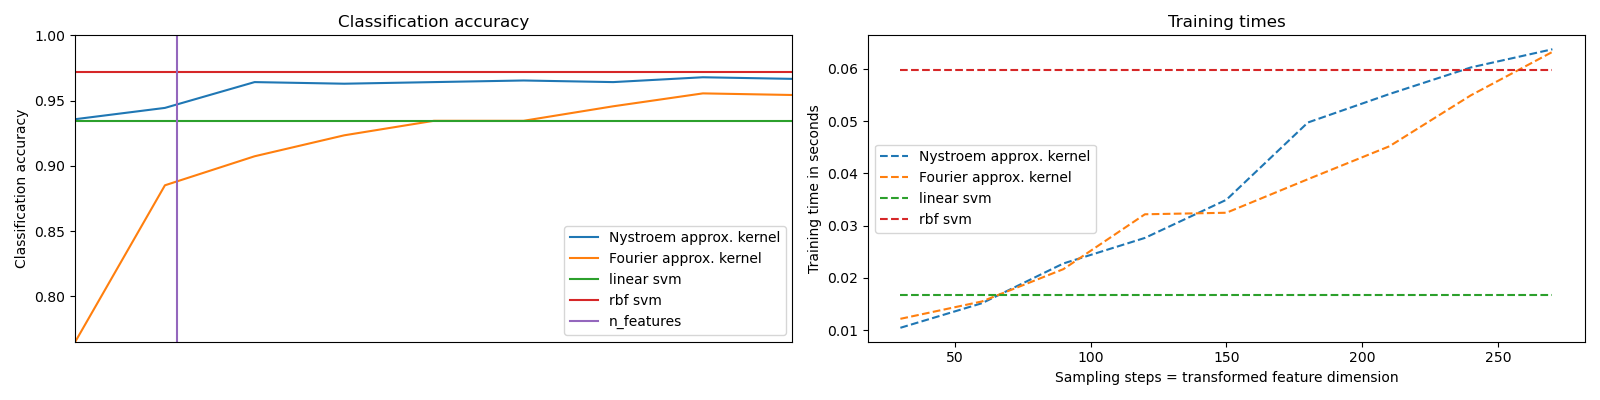 Classification accuracy
Classification accuracy
1.00
0.95
0.90
0.85
0.80
Nystroem approx. kernel
Fourier approx. kernel
linear svm
rbf svm
n_features
Training times
Training time in seconds
0.06
0.05
0.04
0.03
0.02
0.01
Nystroem approx. kernel
Fourier approx. kernel
linear svm
rbf svm
50 100 150 200 250
Sampling steps = transformed feature dimension